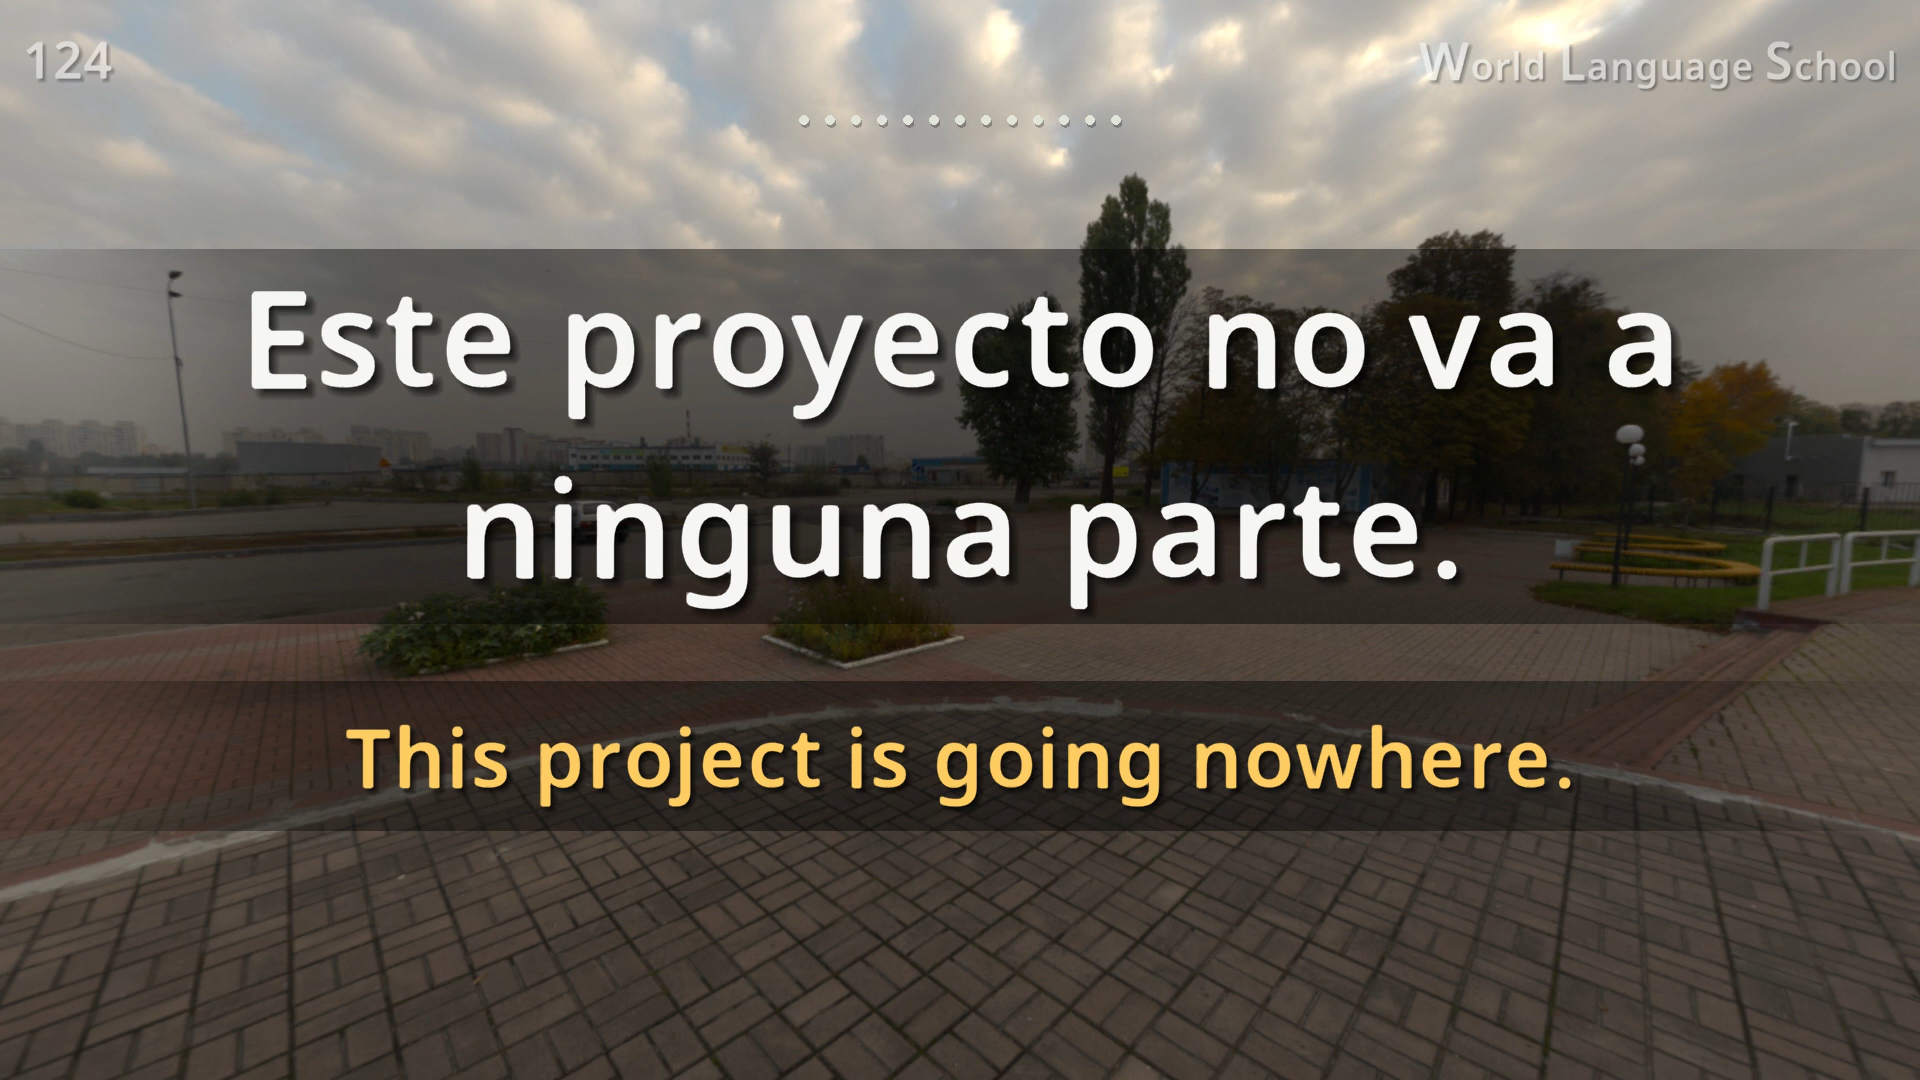 124
World Language School
Este proyecto no va a
ninguna parte.
This project is going nowhere.